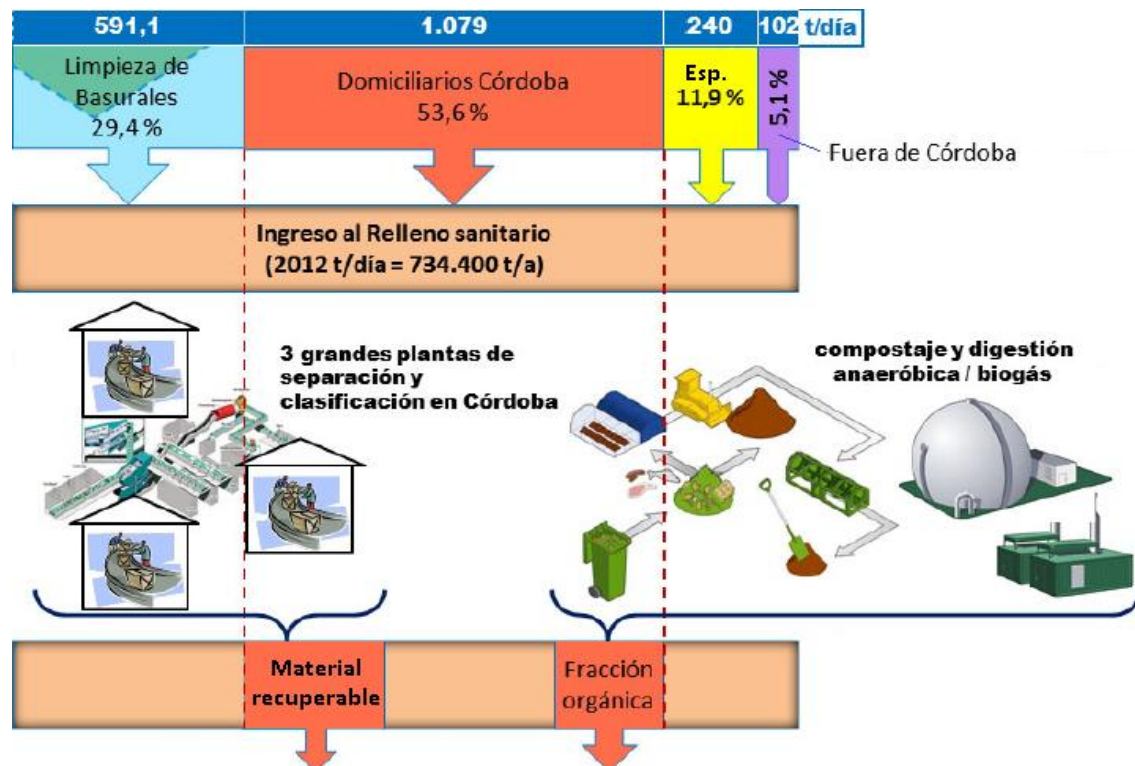 591,1 1.079 240 102 t/día
Limpieza de
Basurales
29,4 %
Domiciliarios Córdoba
53,6 %
Esp.
11,9 %
5,1 %
Fuera de Córdoba
Ingreso al Relleno sanitario
(2012 t/día = 734.400 t/a)
3 grandes plantas de
separación y
clasificación en Córdoba
compostaje y digestión
anaeróbica / biogás
Material
recuperable
Fracción
orgánica